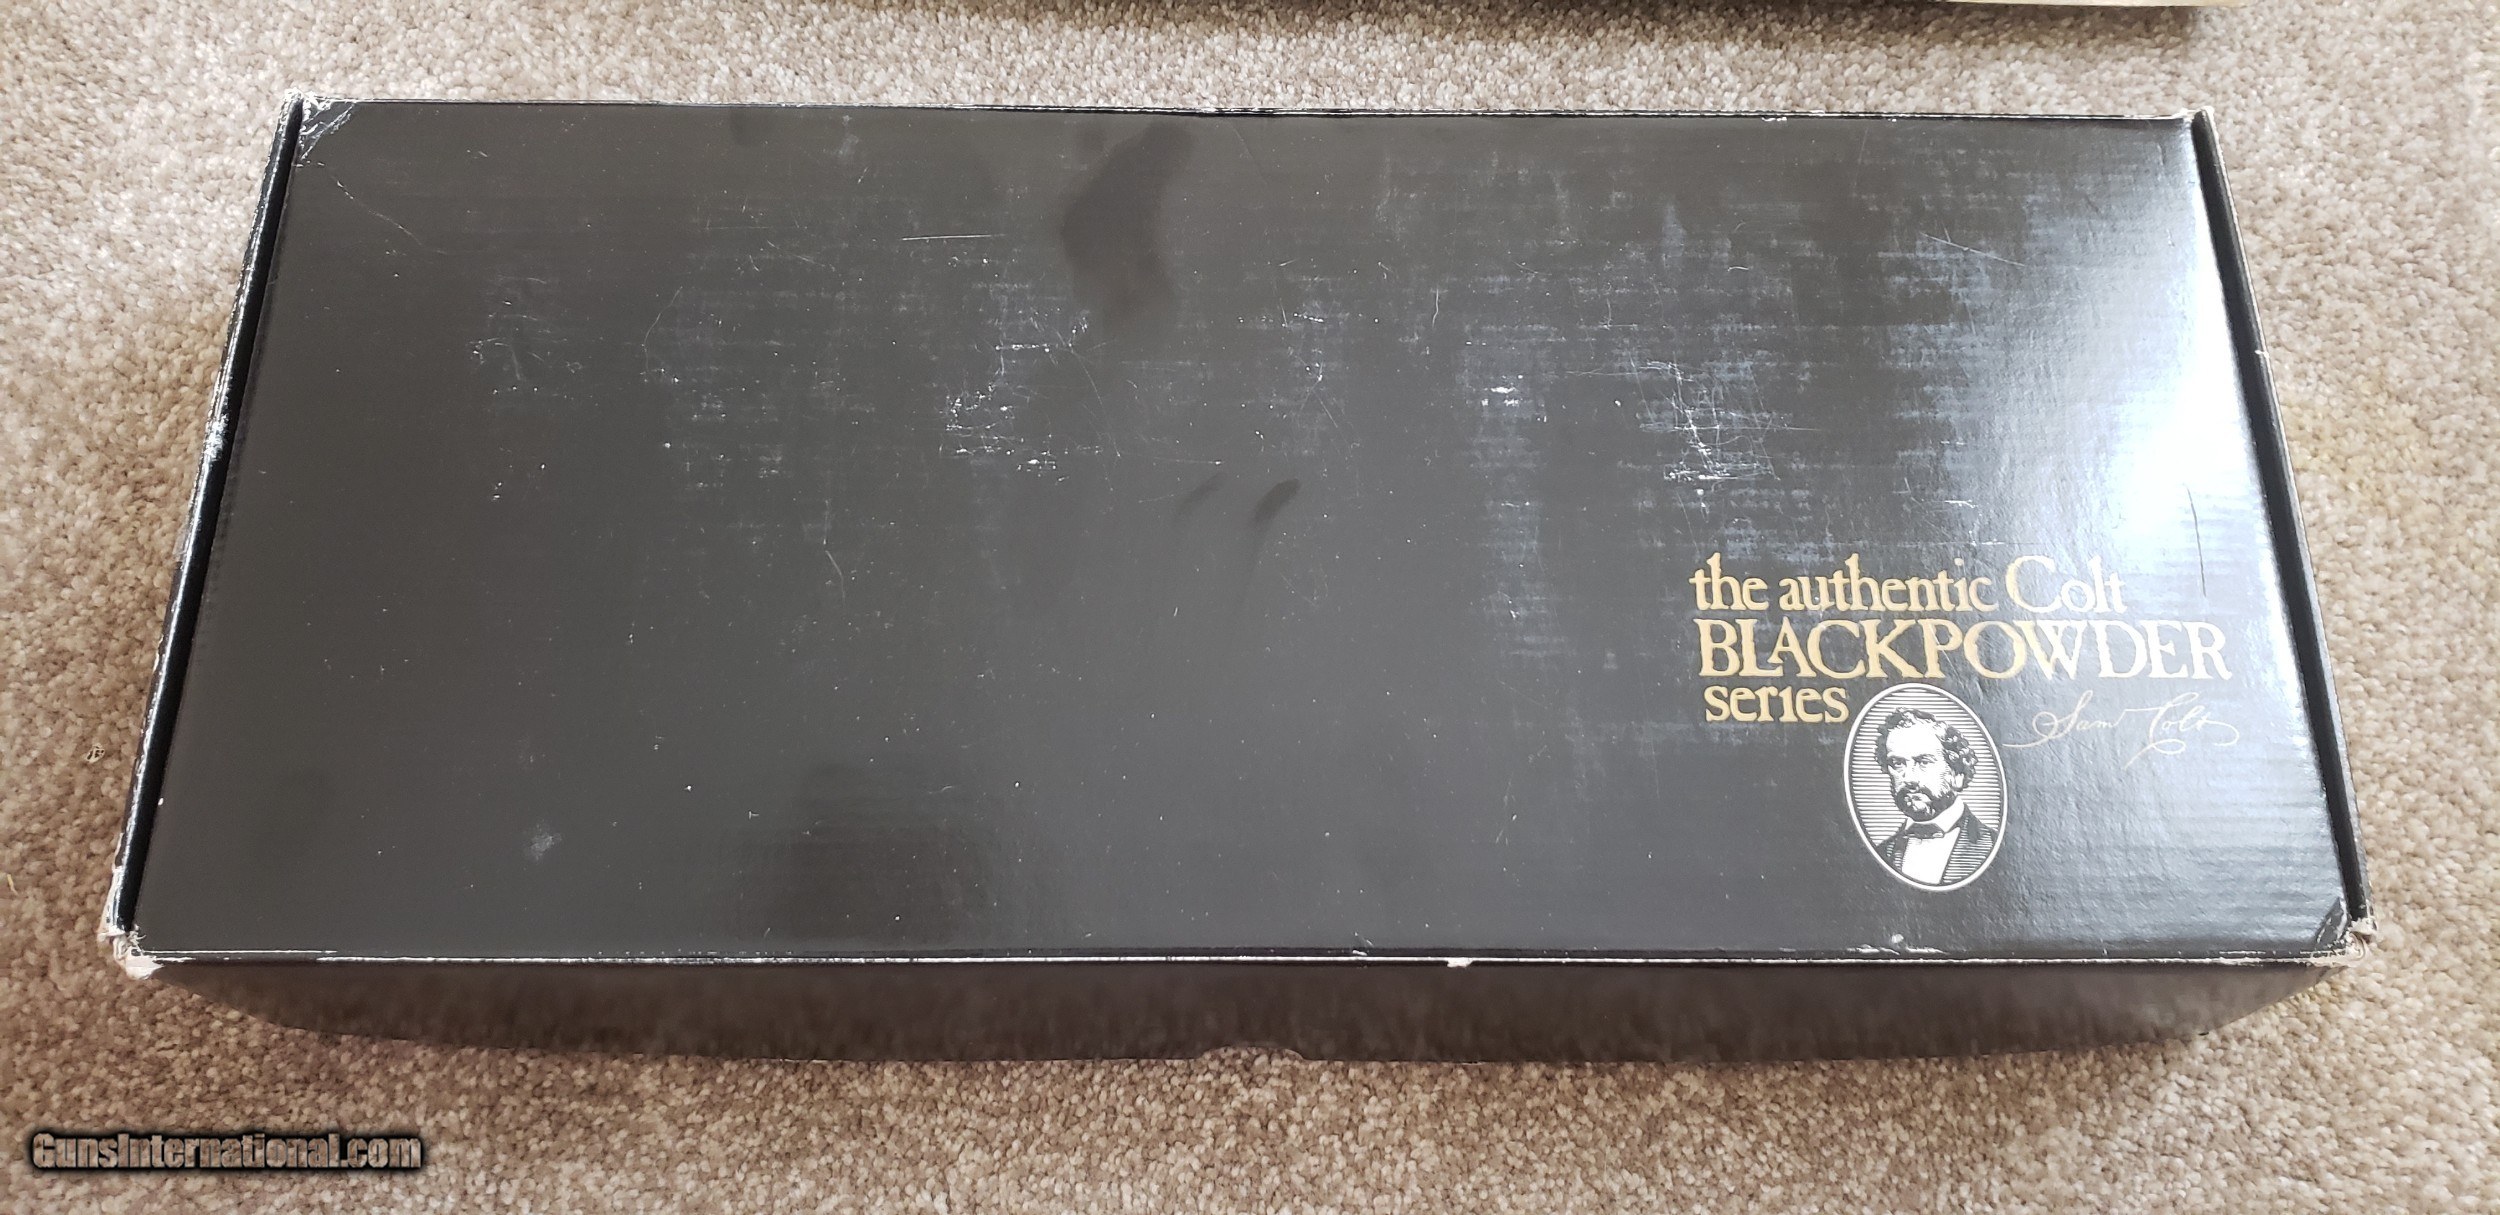 the authentic Colt
BLACKPOWDER
series
Sam Colt
GunsInternational.com